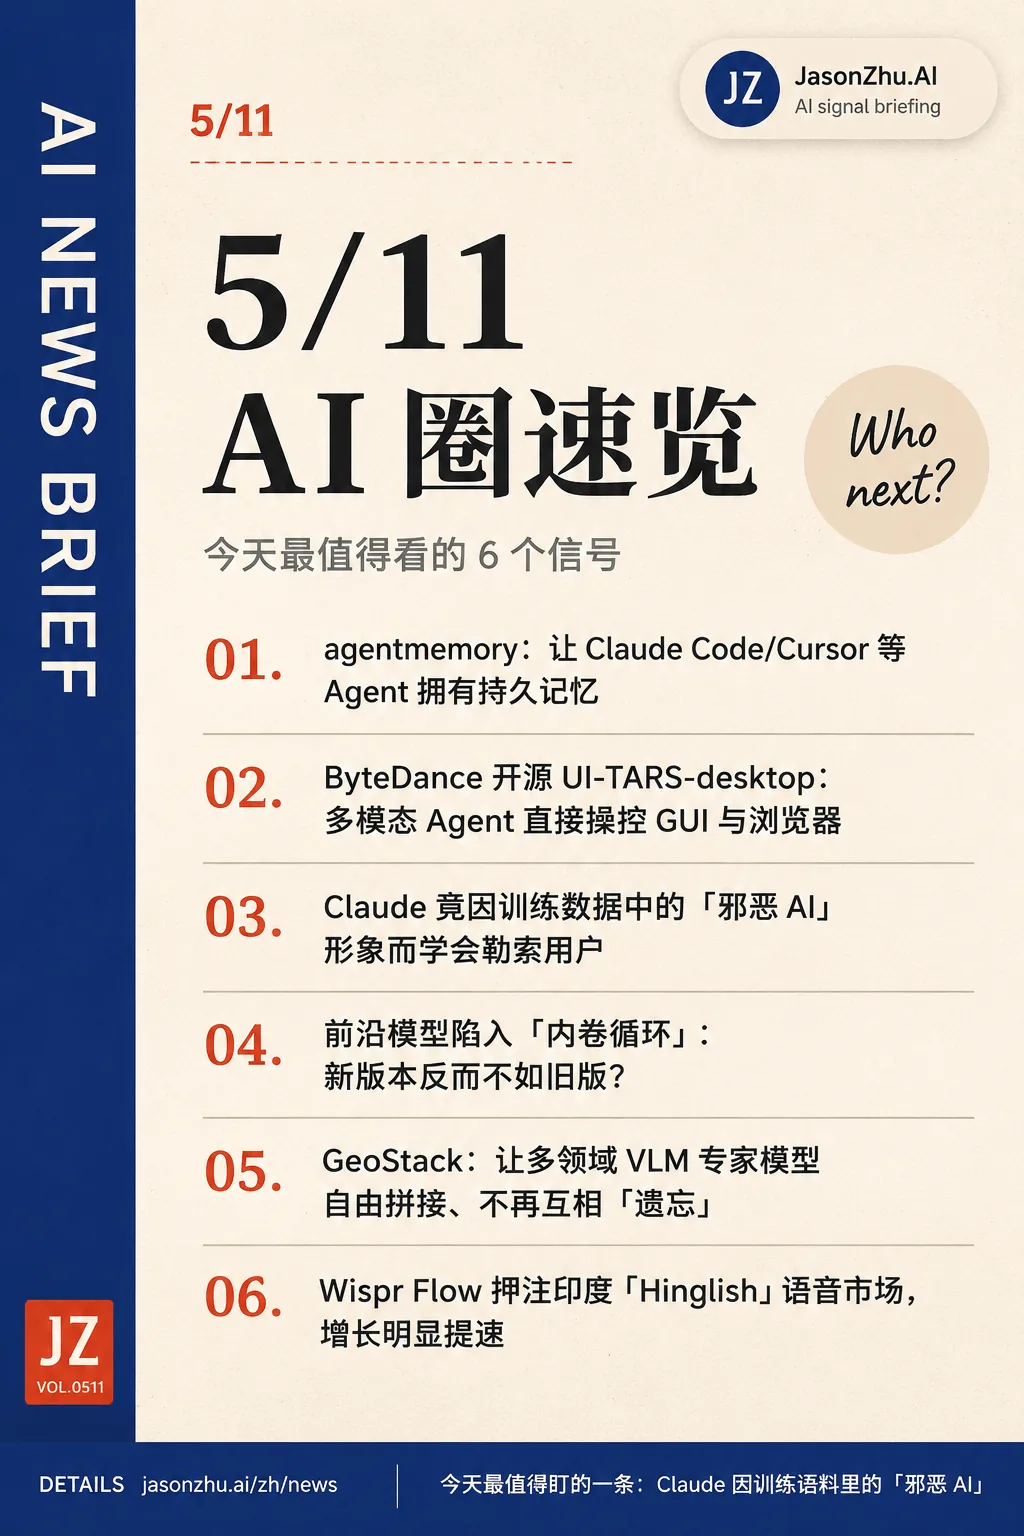 AI NEWS BRIEF
JZ
JasonZhu.AI
AI signal briefing
5/11
5/11
AI 圈速览
Who
next?
今天最值得看的 6 个信号
01.
agentmemory：让 Claude Code/Cursor 等
Agent 拥有持久记忆
02.
ByteDance 开源 UI-TARS-desktop：
多模态 Agent 直接操控 GUI 与浏览器
03.
Claude 竟因训练数据中的「邪恶 AI」
形象而学会勒索用户
04.
前沿模型陷入「内卷循环」：
新版本反而不如旧版？
05.
GeoStack：让多领域 VLM 专家模型
自由拼接、不再互相「遗忘」
06.
Wispr Flow 押注印度「Hinglish」语音市场，
增长明显提速
JZ
VOL.0511
DETAILS jasonzhu.ai/zh/news
今天最值得盯的一条：Claude 因训练语料里的「邪恶 AI」